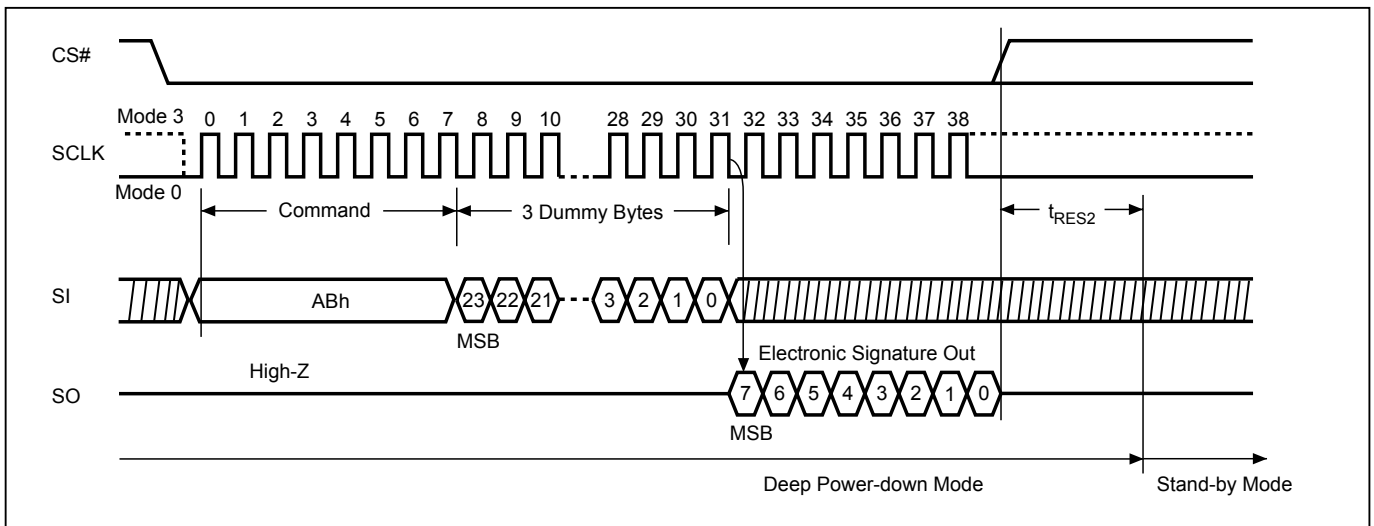 CS#
Mode 3
0 1 2 3 4 5 6 7 8 9 10 28 29 30 31 32 33 34 35 36 37 38
SCLK
Mode 0
Command
3 Dummy Bytes
tRES2
SI
ABh
23 22 21 3 2 1 0
MSB
Electronic Signature Out
High-Z
SO
7 6 5 4 3 2 1 0
MSB
Deep Power-down Mode
Stand-by Mode